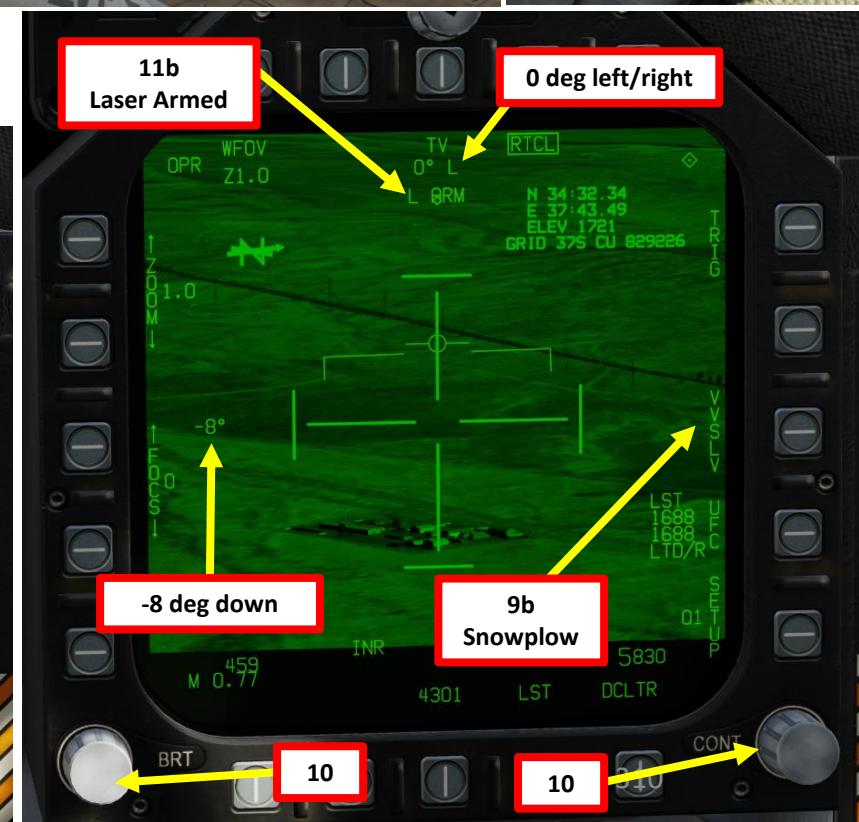 11b
Laser Armed
0 deg left/right
WFOV
TV
RTCL
OPR
Z1.0
0° L
L ARM
N 34:32.34
E 37:43.49
ELEV 1721
GRID 37S CU 829226
TRIG
↑ZOOM↓
1.0
-8°
VVSLV
↑FOCS↓
0
LST
1688
1688
LTD/R
UFC
-8 deg down
9b
Snowplow
SETUP
01
INR
459
M 0.77
5830
4301
LST
DCLTR
BRT
10
10
310
CONT